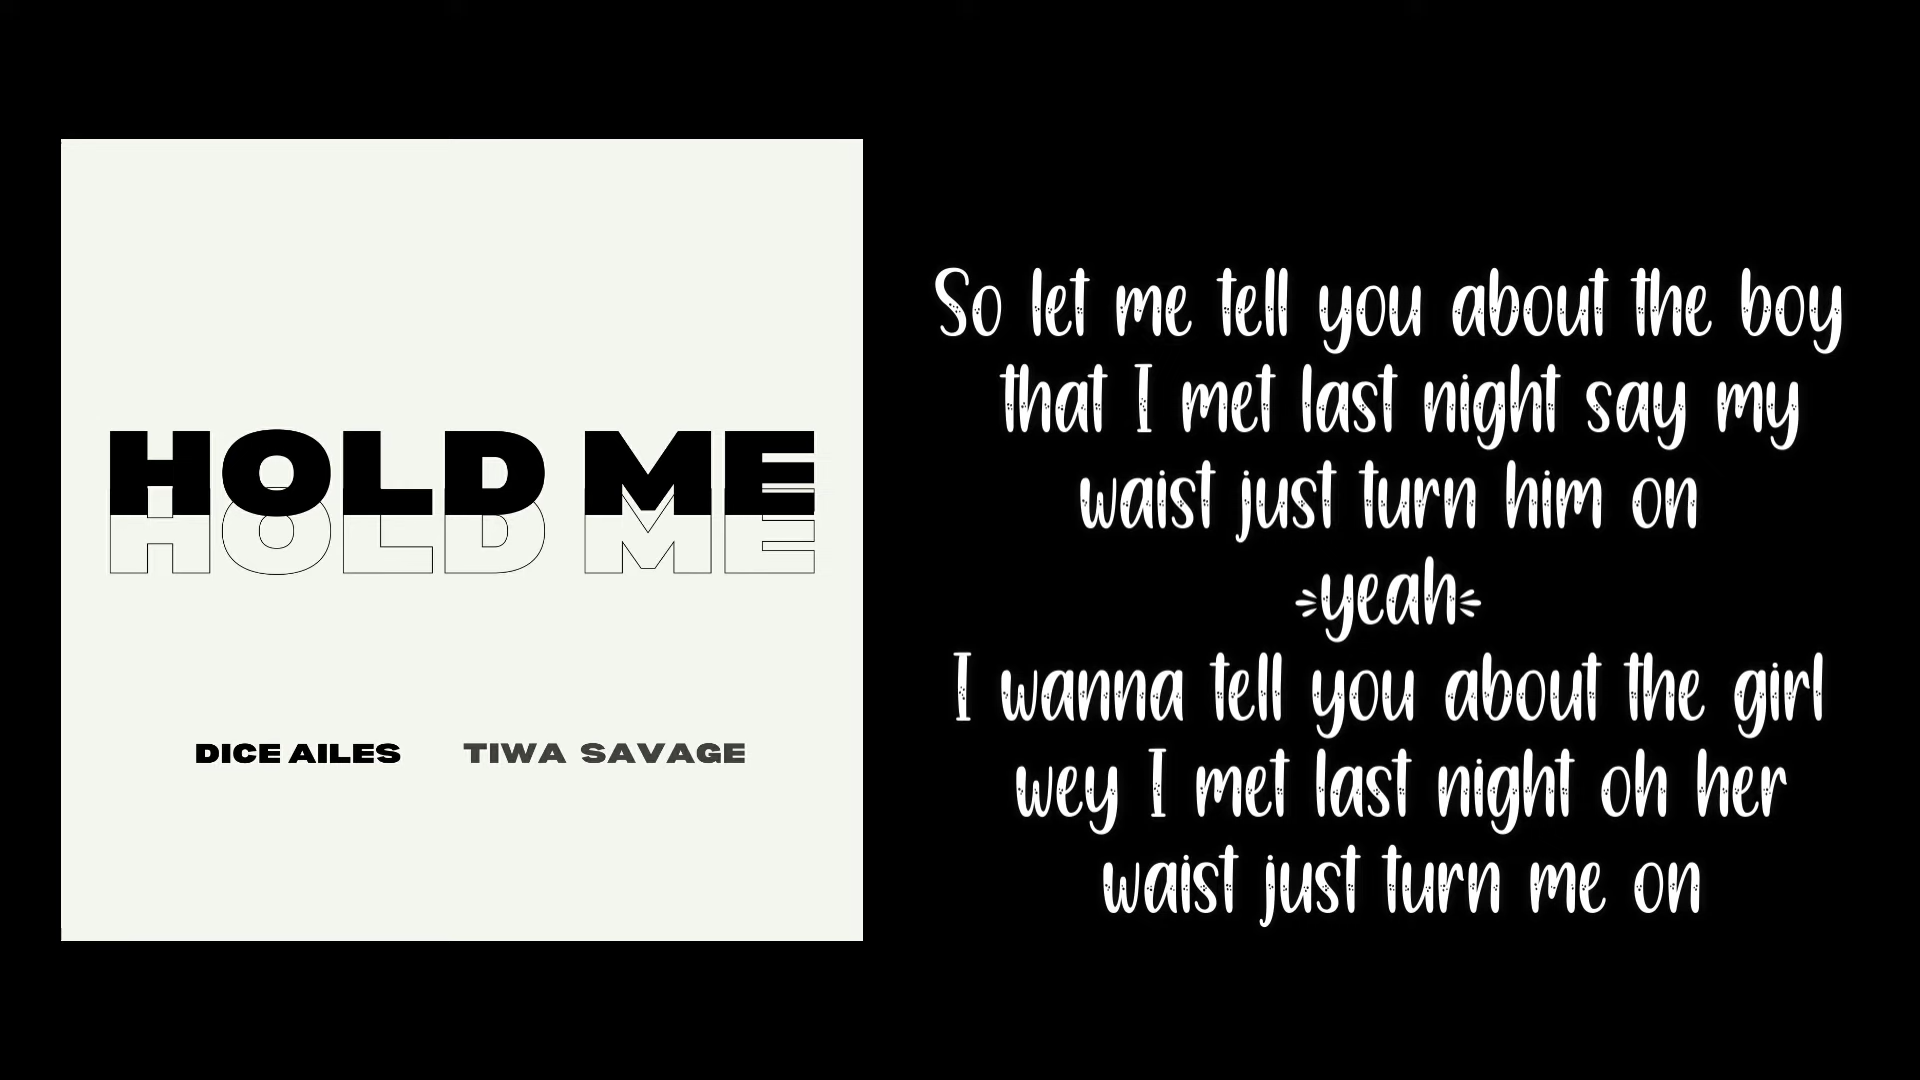 HOLD ME
HOLD ME
DICE AILES TIWA SAVAGE
So let me tell you about the boy
that I met last night say my
waist just turn him on
yeah
I wanna tell you about the girl
wey I met last night oh her
waist just turn me on